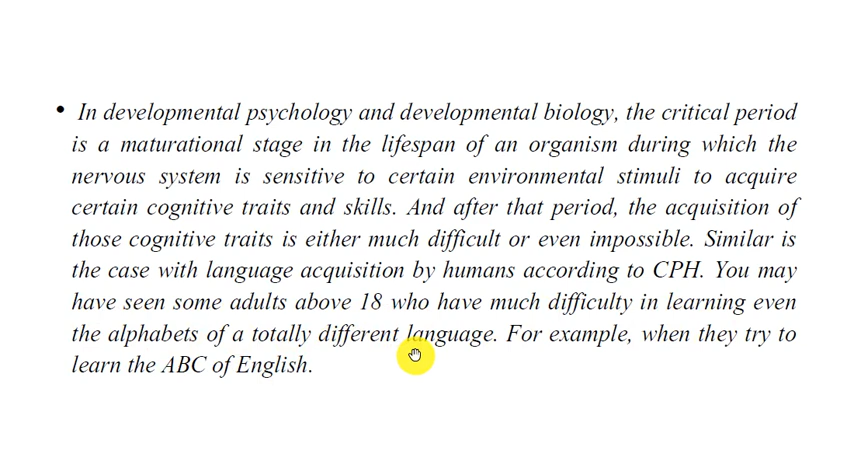 • In developmental psychology and developmental biology, the critical period
is a maturational stage in the lifespan of an organism during which the
nervous system is sensitive to certain environmental stimuli to acquire
certain cognitive traits and skills. And after that period, the acquisition of
those cognitive traits is either much difficult or even impossible. Similar is
the case with language acquisition by humans according to CPH. You may
have seen some adults above 18 who have much difficulty in learning even
the alphabets of a totally different language. For example, when they try to
learn the ABC of English.